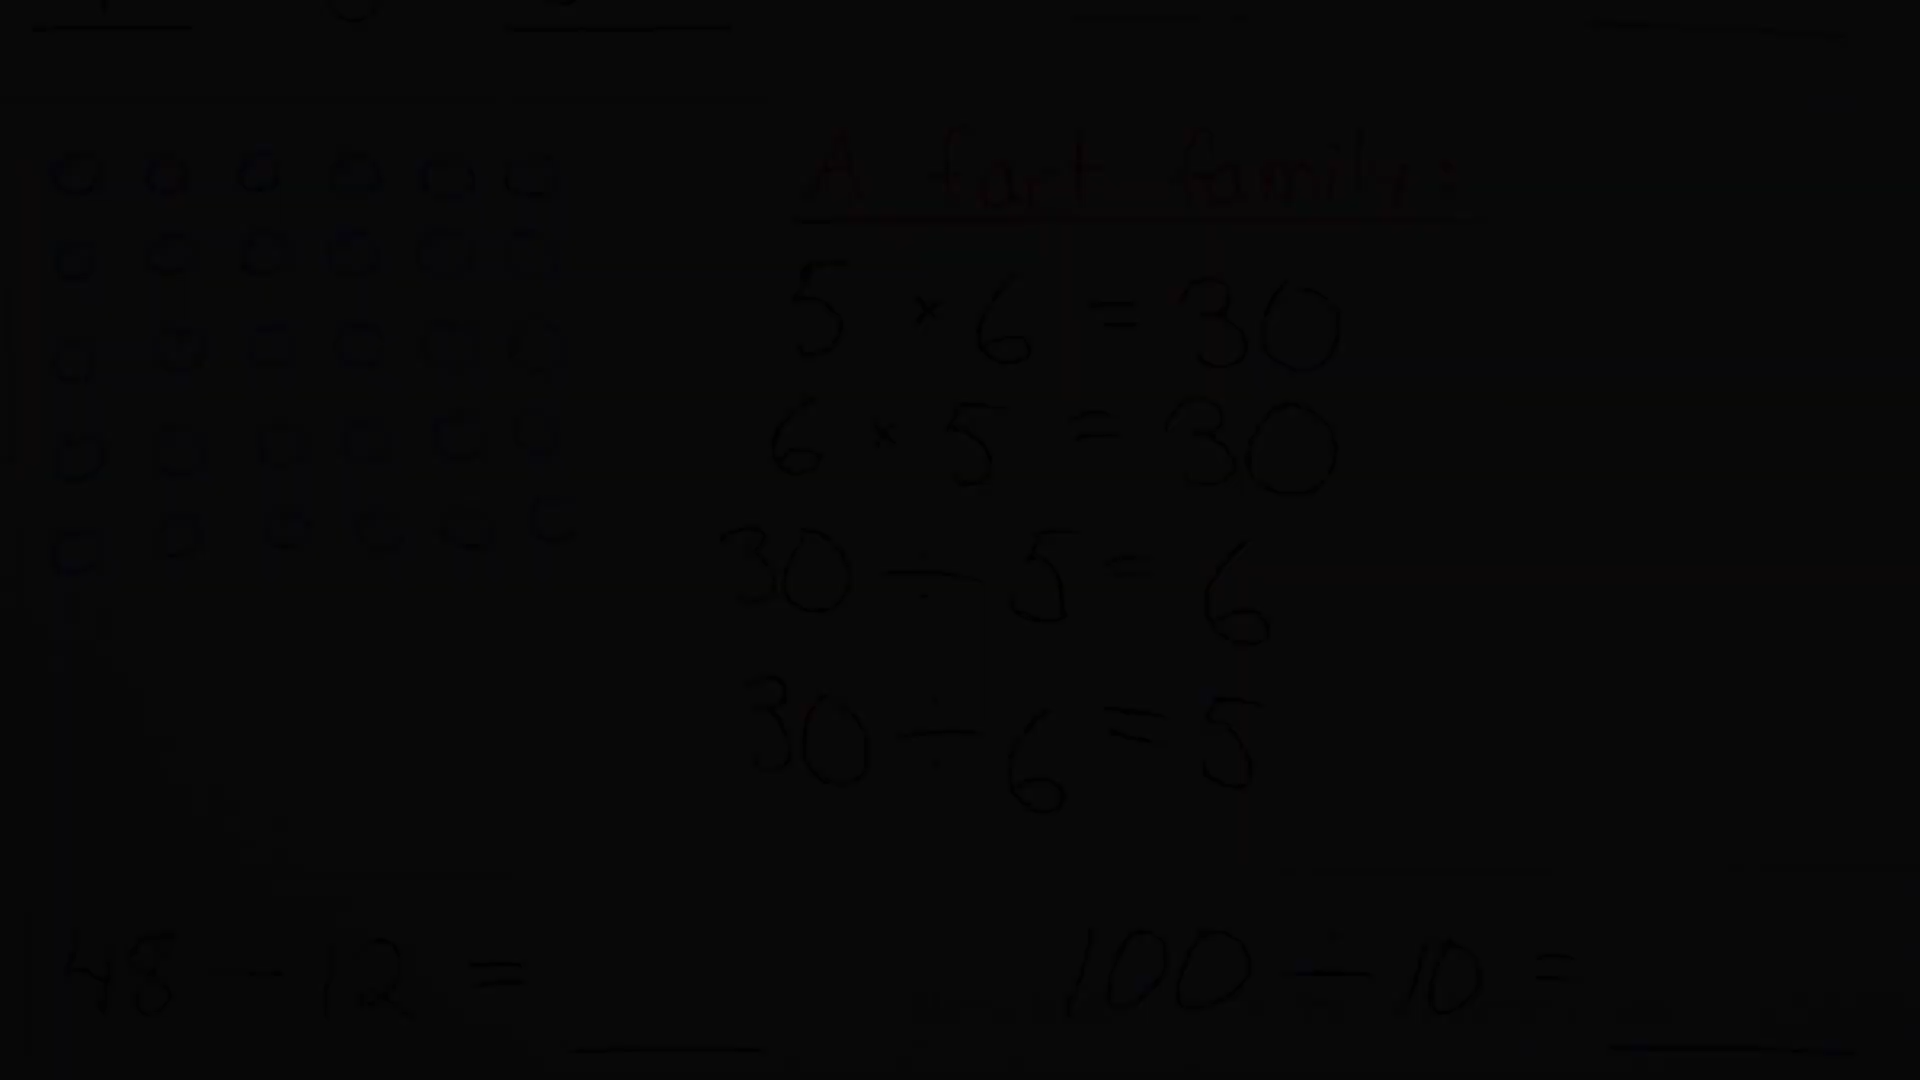 A fact family:
5 × 6 = 30
6 × 5 = 30
30 ÷ 5 = 6
30 ÷ 6 = 5
48 ÷ 12 =
100 ÷ 10 =